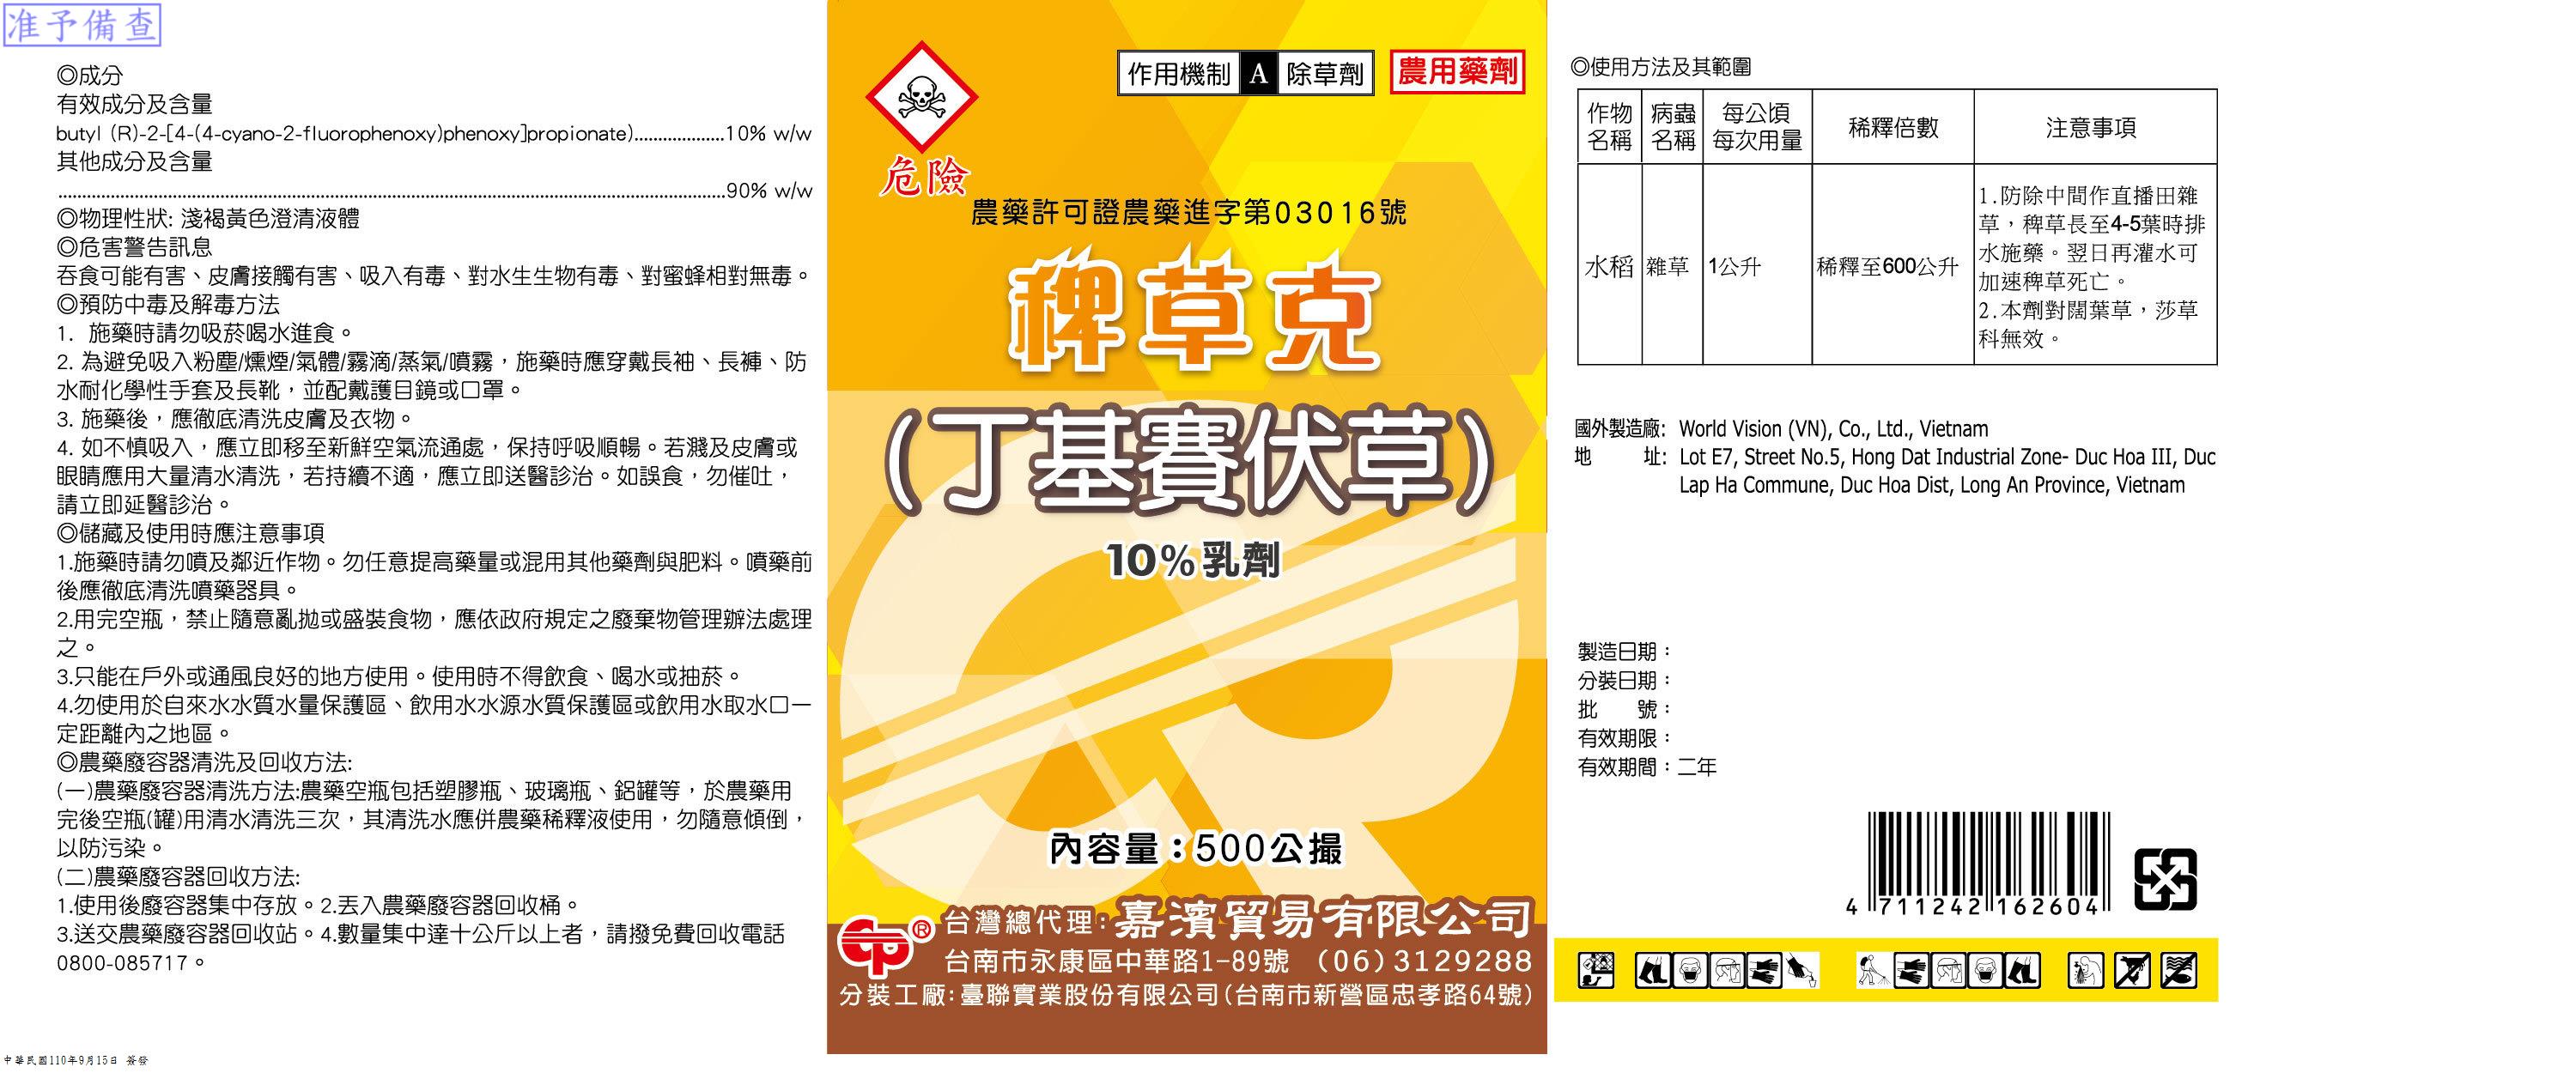 准予備查
◎成分
有效成分及含量
butyl (R)-2-[4-(4-cyano-2-fluorophenoxy)phenoxy]propionate)...................10% w/w
其他成分及含量
................................................................................................................90% w/w
◎物理性狀: 淺褐黃色澄清液體
◎危害警告訊息
吞食可能有害、皮膚接觸有害、吸入有毒、對水生生物有毒、對蜜蜂相對無毒。
◎預防中毒及解毒方法
1. 施藥時請勿吸菸喝水進食。
2. 為避免吸入粉塵/燻煙/氣體/霧滴/蒸氣/噴霧，施藥時應穿戴長袖、長褲、防
水耐化學性手套及長靴，並配戴護目鏡或口罩。
3. 施藥後，應徹底清洗皮膚及衣物。
4. 如不慎吸入，應立即移至新鮮空氣流通處，保持呼吸順暢。若濺及皮膚或
眼睛應用大量清水清洗，若持續不適，應立即送醫診治。如誤食，勿催吐，
請立即延醫診治。
◎儲藏及使用時應注意事項
1.施藥時請勿噴及鄰近作物。勿任意提高藥量或混用其他藥劑與肥料。噴藥前
後應徹底清洗噴藥器具。
2.用完空瓶，禁止隨意亂拋或盛裝食物，應依政府規定之廢棄物管理辦法處理
之。
3.只能在戶外或通風良好的地方使用。使用時不得飲食、喝水或抽菸。
4.勿使用於自來水水質水量保護區、飲用水水源水質保護區或飲用水取水口一
定距離內之地區。
◎農藥廢容器清洗及回收方法:
(一)農藥廢容器清洗方法:農藥空瓶包括塑膠瓶、玻璃瓶、鋁罐等，於農藥用
完後空瓶(罐)用清水清洗三次，其清洗水應併農藥稀釋液使用，勿隨意傾倒，
以防污染。
(二)農藥廢容器回收方法:
1.使用後廢容器集中存放。2.丟入農藥廢容器回收桶。
3.送交農藥廢容器回收站。4.數量集中達十公斤以上者，請撥免費回收電話
0800-085717。
中華民國110年9月15日 簽發
作用機制 A 除草劑 農用藥劑
危險
農藥許可證農藥進字第03016號
稗草克
(丁基賽伏草)
10%乳劑
內容量：500公撮
CP® 台灣總代理:嘉濱貿易有限公司
台南市永康區中華路1-89號 (06)3129288
分裝工廠:臺聯實業股份有限公司(台南市新營區忠孝路64號)
◎使用方法及其範圍
作物名稱 病蟲名稱 每公頃每次用量 稀釋倍數 注意事項
水稻 雜草 1公升 稀釋至600公升
1.防除中間作直播田雜
草，稗草長至4-5葉時排
水施藥。翌日再灌水可
加速稗草死亡。
2.本劑對闊葉草，莎草
科無效。
國外製造廠: World Vision (VN), Co., Ltd., Vietnam
地 址: Lot E7, Street No.5, Hong Dat Industrial Zone- Duc Hoa III, Duc
Lap Ha Commune, Duc Hoa Dist, Long An Province, Vietnam
製造日期：
分裝日期：
批 號：
有效期限：
有效期間：二年
4 711242 162604